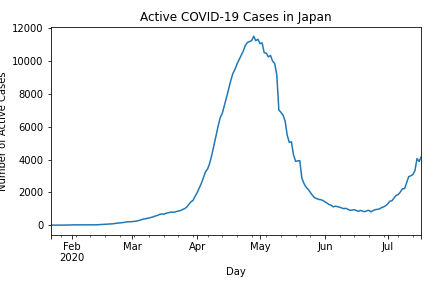 Active COVID-19 Cases in Japan
12000
10000
8000
6000
4000
2000
0
Number of Active Cases
Feb Mar Apr May Jun Jul
2020
Day